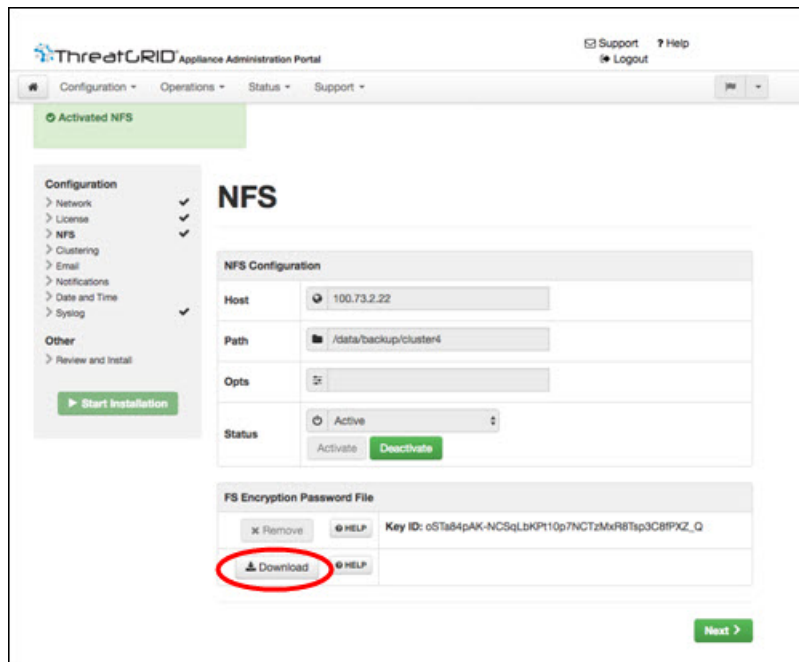 ThreatGRID Appliance Administration Portal
Support ? Help
Logout
Configuration Operations Status Support
Activated NFS
Configuration
> Network
> License
> NFS
> Clustering
> Email
> Notifications
> Date and Time
> Syslog
Other
> Review and Install
Start Installation
NFS
NFS Configuration
Host 100.73.2.22
Path /data/backup/cluster4
Opts
Status Active
Activate Deactivate
FS Encryption Password File
Remove HELP Key ID: oSTa84pAK-NCSqLbKPt10p7NCTzMxR8Tsp3C8fPXZ_Q
Download HELP
Next >